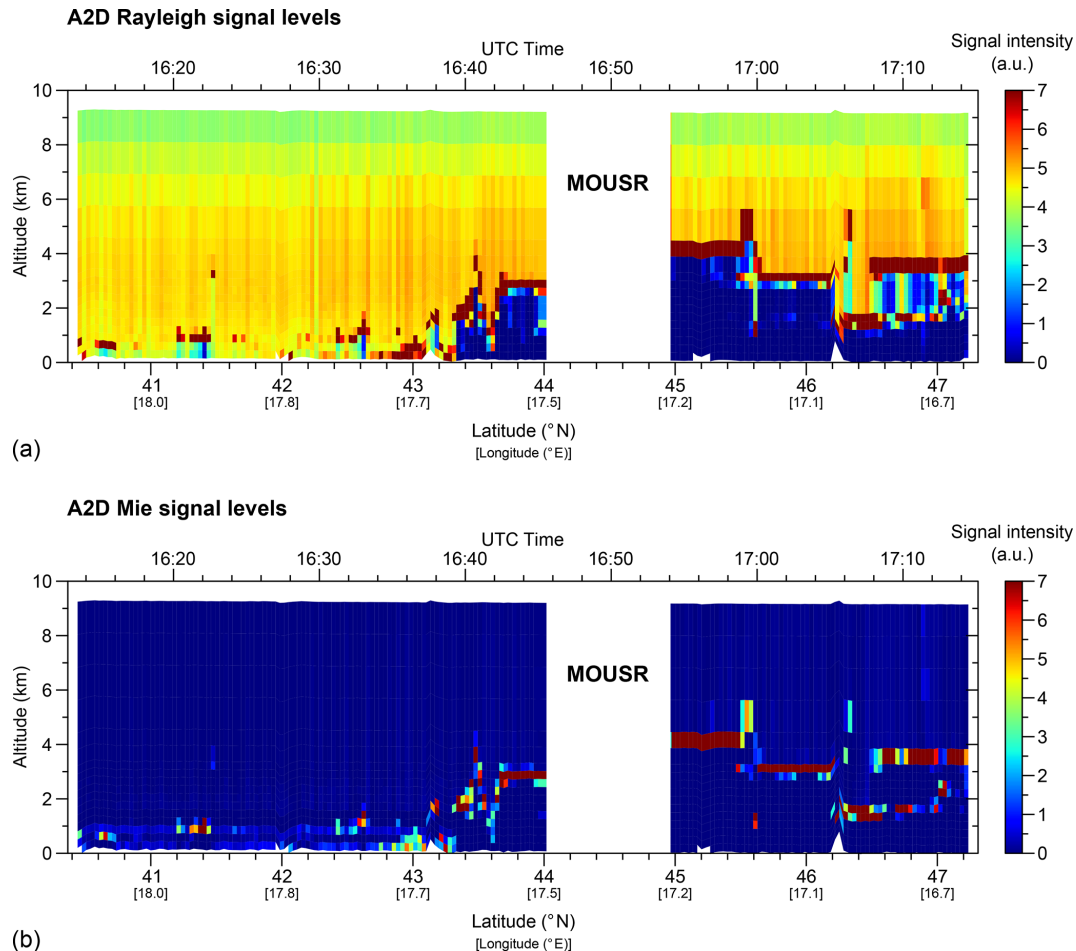 A2D Rayleigh signal levels
UTC Time
Signal intensity
(a.u.)
16:20 16:30 16:40 16:50 17:00 17:10
10
8
6
4
2
0
Altitude (km)
MOUSR
7
6
5
4
3
2
1
0
41 42 43 44 45 46 47
[18.0] [17.8] [17.7] [17.5] [17.2] [17.1] [16.7]
Latitude (°N)
[Longitude (°E)]
(a)
A2D Mie signal levels
UTC Time
Signal intensity
(a.u.)
16:20 16:30 16:40 16:50 17:00 17:10
10
8
6
4
2
0
Altitude (km)
MOUSR
7
6
5
4
3
2
1
0
41 42 43 44 45 46 47
[18.0] [17.8] [17.7] [17.5] [17.2] [17.1] [16.7]
Latitude (°N)
[Longitude (°E)]
(b)